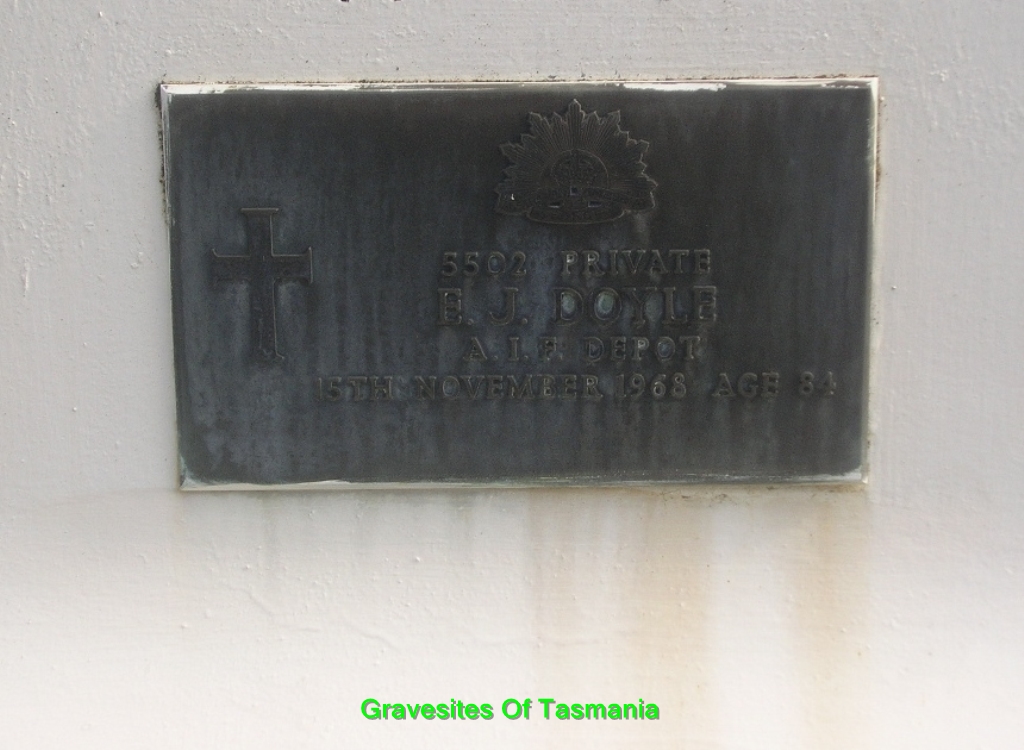 5502 PRIVATE
E. J. DOYLE
A. I. F. DEPOT
15TH NOVEMBER 1968 AGE 84
Gravesites Of Tasmania